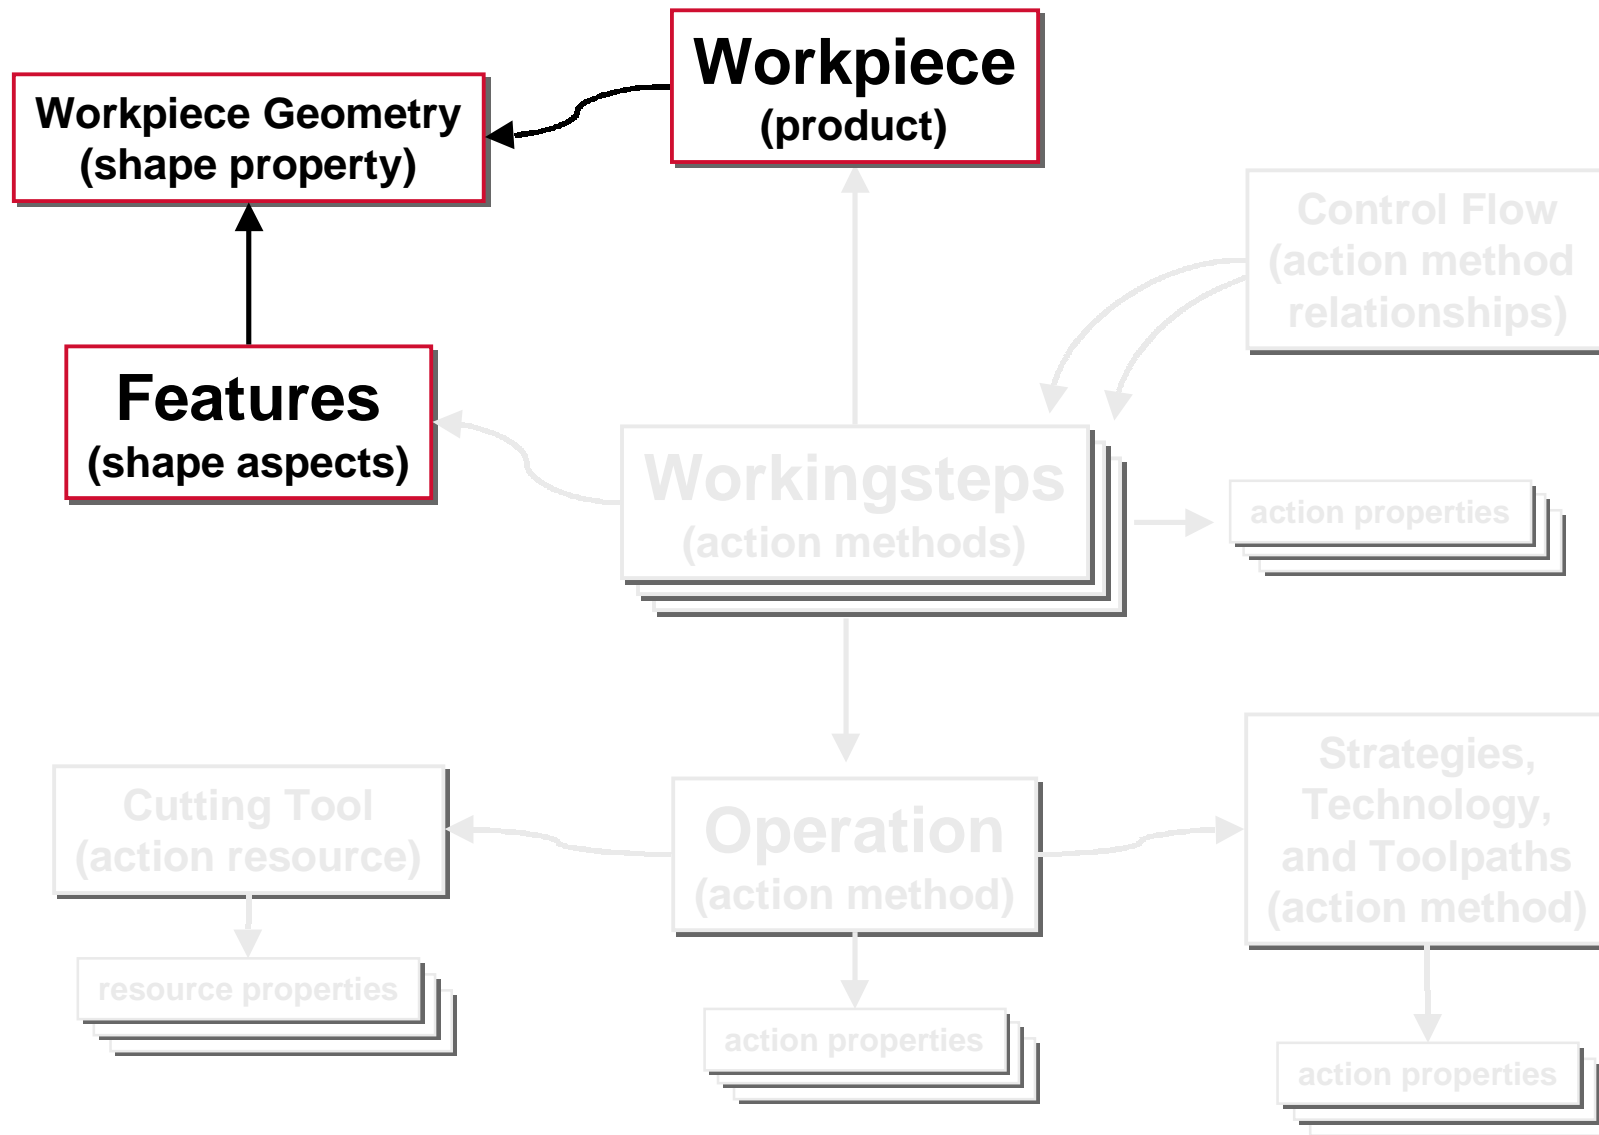 Workpiece
(product)
Workpiece Geometry
(shape property)
Control Flow
(action method
relationships)
Features
(shape aspects)
Workingsteps
(action methods)
action properties
Cutting Tool
(action resource)
Operation
(action method)
Strategies,
Technology,
and Toolpaths
(action method)
resource properties
action properties
action properties